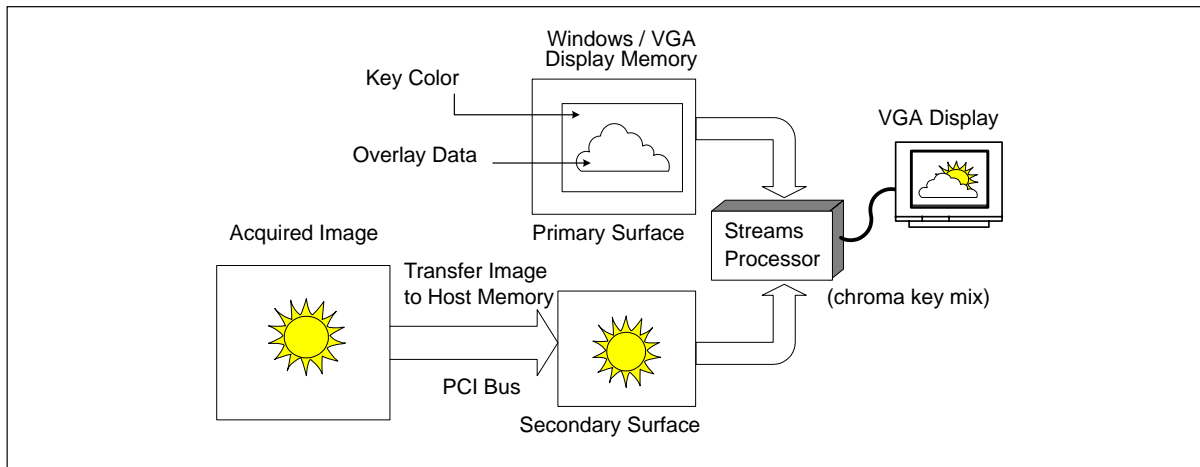 Windows / VGA
Display Memory
Key Color
Overlay Data
VGA Display
Primary Surface
Streams
Processor
(chroma key mix)
Acquired Image
Transfer Image
to Host Memory
PCI Bus
Secondary Surface